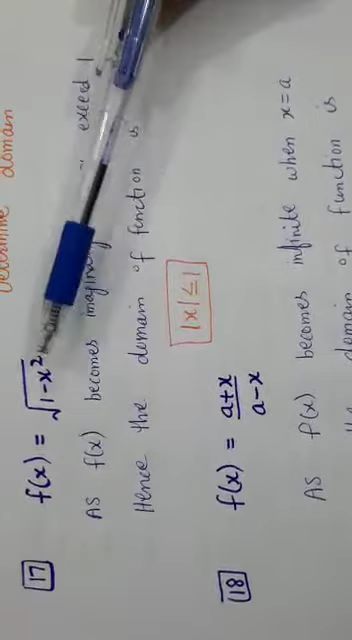 Determine domain
17 f(x) = √1-x²
As f(x) becomes exceed 1
Hence the domain of function is
|x| ≤ 1
18 f(x) = a+x / a-x
As f(x) becomes infinite when x = a
domain of function is